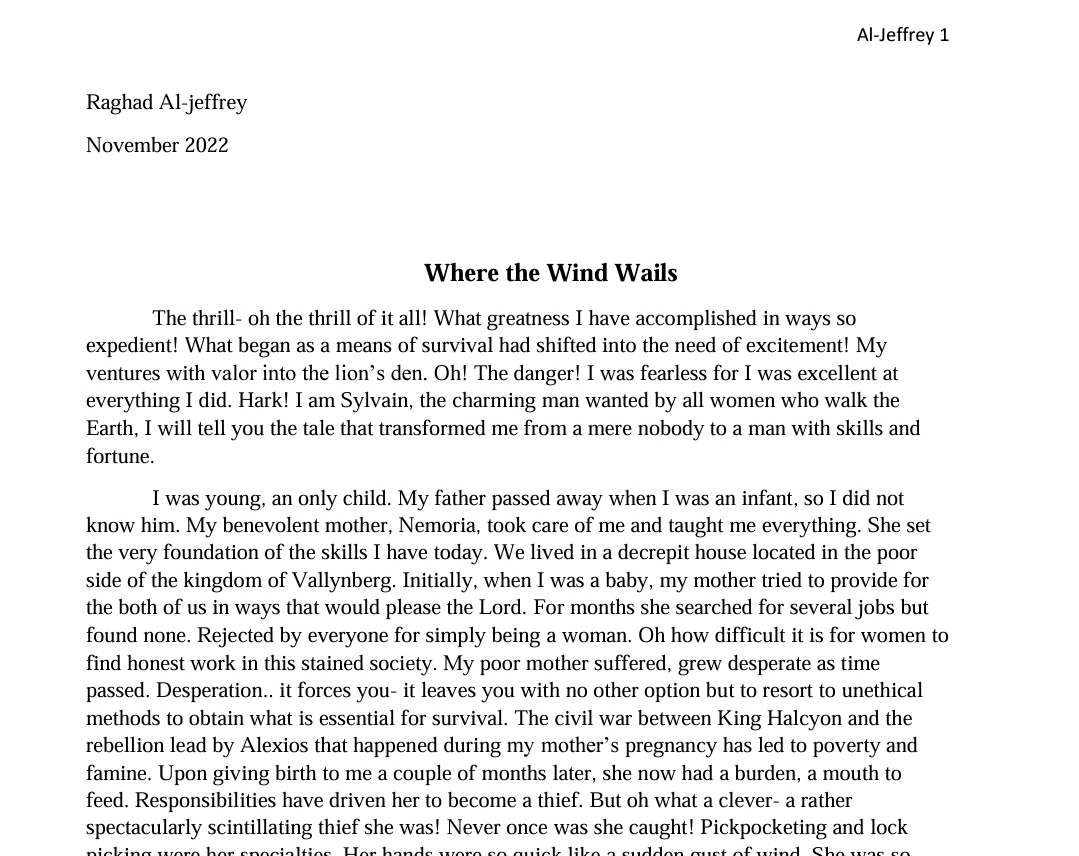 Al-Jeffrey 1
Raghad Al-jeffrey
November 2022
Where the Wind Wails
The thrill- oh the thrill of it all! What greatness I have accomplished in ways so
expedient! What began as a means of survival had shifted into the need of excitement! My
ventures with valor into the lion’s den. Oh! The danger! I was fearless for I was excellent at
everything I did. Hark! I am Sylvain, the charming man wanted by all women who walk the
Earth, I will tell you the tale that transformed me from a mere nobody to a man with skills and
fortune.
I was young, an only child. My father passed away when I was an infant, so I did not
know him. My benevolent mother, Nemoria, took care of me and taught me everything. She set
the very foundation of the skills I have today. We lived in a decrepit house located in the poor
side of the kingdom of Vallynberg. Initially, when I was a baby, my mother tried to provide for
the both of us in ways that would please the Lord. For months she searched for several jobs but
found none. Rejected by everyone for simply being a woman. Oh how difficult it is for women to
find honest work in this stained society. My poor mother suffered, grew desperate as time
passed. Desperation.. it forces you- it leaves you with no other option but to resort to unethical
methods to obtain what is essential for survival. The civil war between King Halcyon and the
rebellion lead by Alexios that happened during my mother’s pregnancy has led to poverty and
famine. Upon giving birth to me a couple of months later, she now had a burden, a mouth to
feed. Responsibilities have driven her to become a thief. But oh what a clever- a rather
spectacularly scintillating thief she was! Never once was she caught! Pickpocketing and lock
picking were her specialties. Her hands were so quick like a sudden gust of wind. She was so